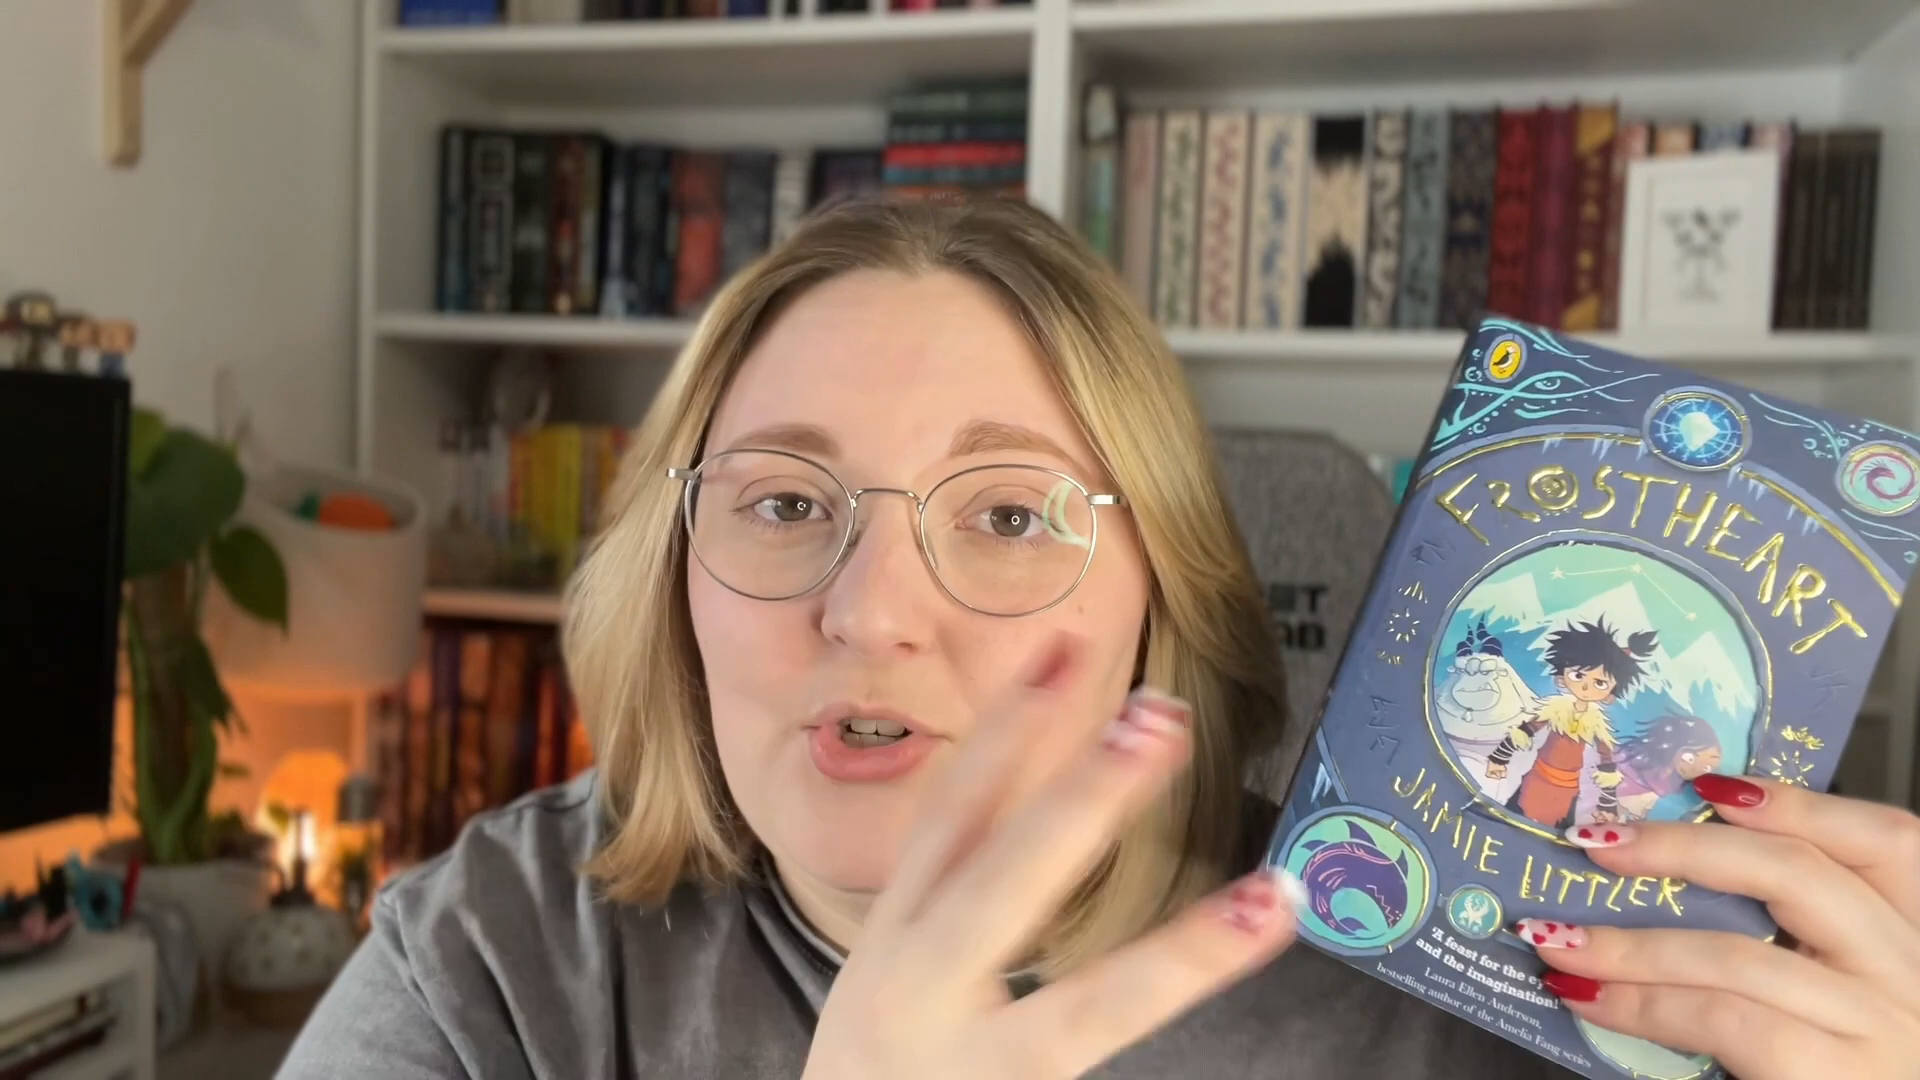 FROSTHEART
JAMIE LITTLER
'A feast for the
and the imagination!'
Laura Ellen Anderson,
bestselling author of the Amelia Fang series